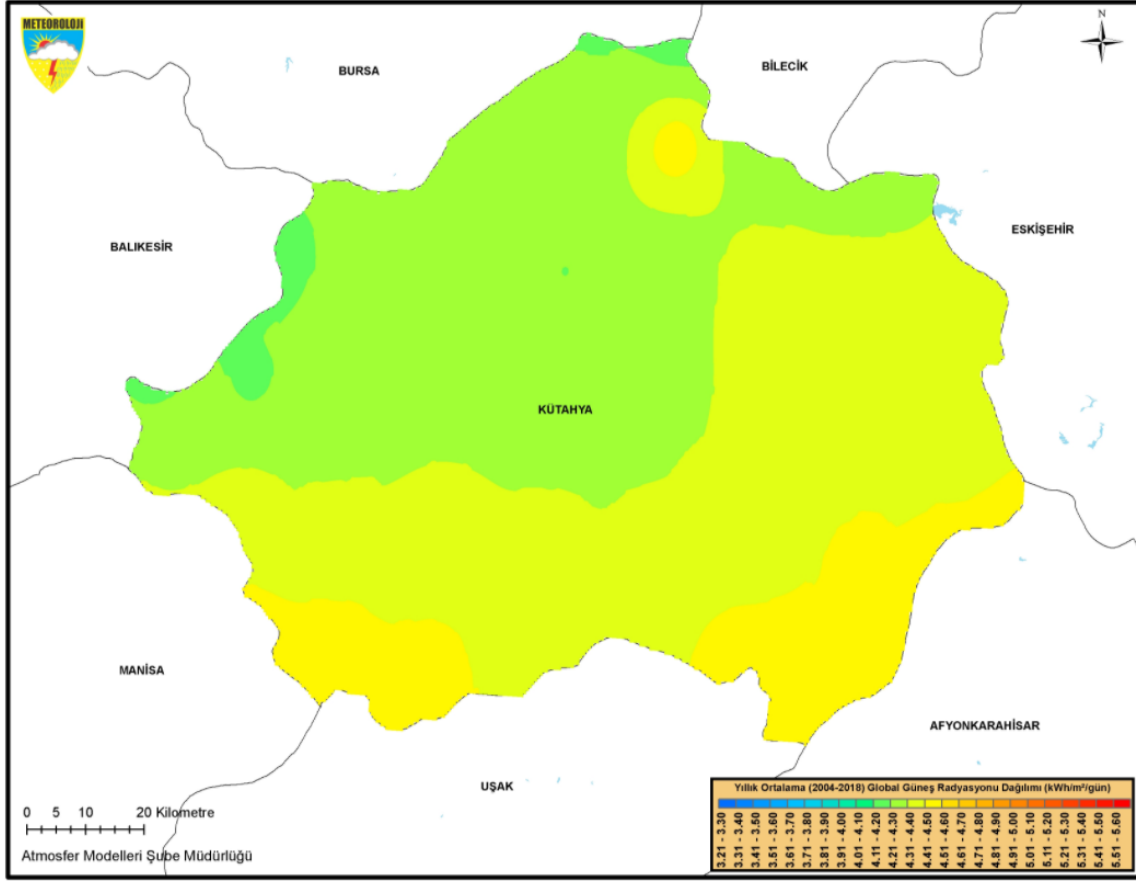 METEOROLOJI
N
BURSA
BİLECİK
BALIKESİR
ESKİŞEHİR
KÜTAHYA
MANİSA
AFYONKARAHİSAR
UŞAK
Yıllık Ortalama (2004-2018) Global Güneş Radyasyonu Dağılımı (kWh/m²/gün)
3.21 - 3.30
3.31 - 3.40
3.41 - 3.50
3.51 - 3.60
3.61 - 3.70
3.71 - 3.80
3.81 - 3.90
3.91 - 4.00
4.01 - 4.10
4.11 - 4.20
4.21 - 4.30
4.31 - 4.40
4.41 - 4.50
4.51 - 4.60
4.61 - 4.70
4.71 - 4.80
4.81 - 4.90
4.91 - 5.00
5.01 - 5.10
5.11 - 5.20
5.21 - 5.30
5.31 - 5.40
5.41 - 5.50
5.51 - 5.60
0 5 10 20 Kilometre
Atmosfer Modelleri Şube Müdürlüğü